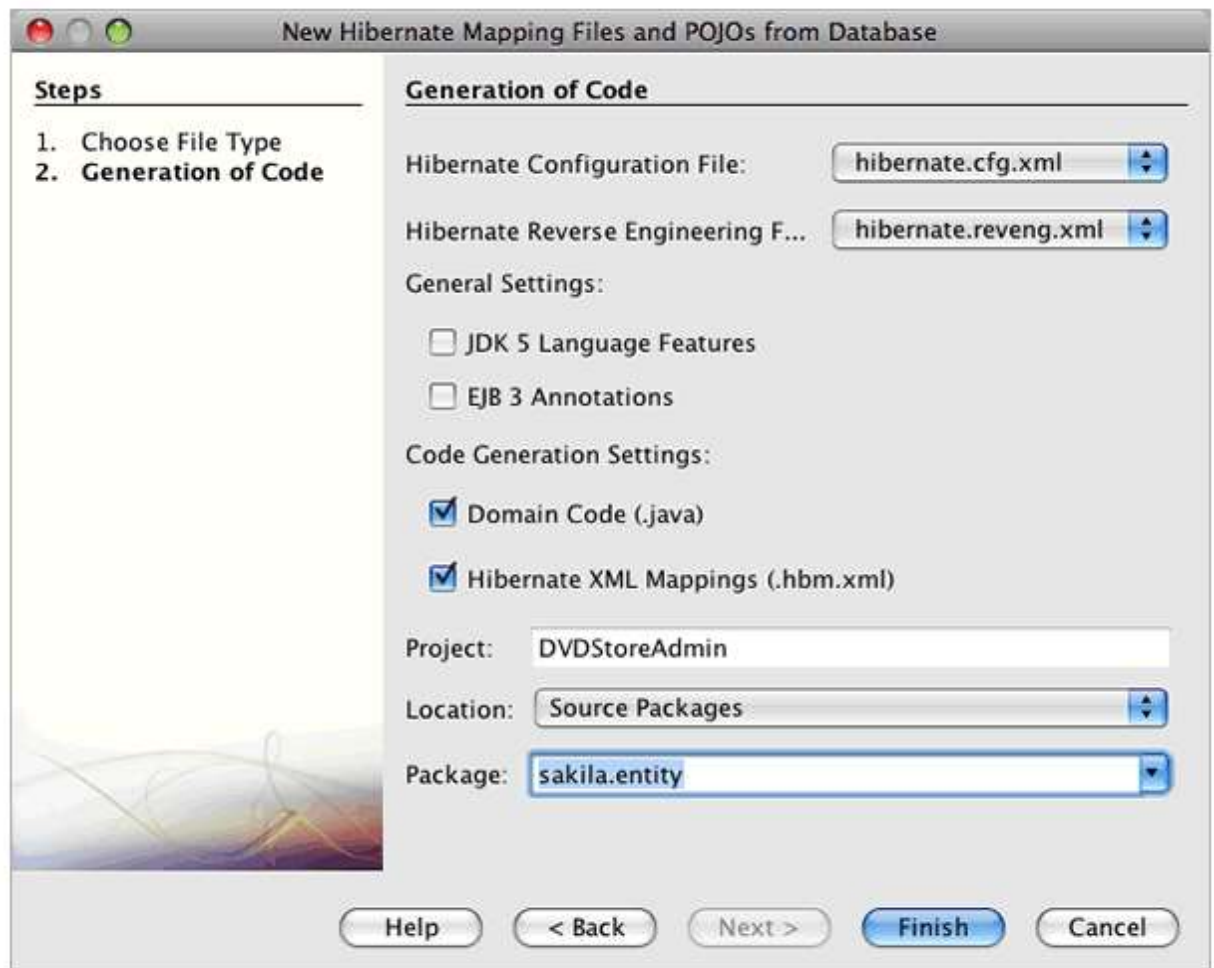 New Hibernate Mapping Files and POJOs from Database
Steps
1. Choose File Type
2. Generation of Code
Generation of Code
Hibernate Configuration File: hibernate.cfg.xml
Hibernate Reverse Engineering F... hibernate.reveng.xml
General Settings:
JDK 5 Language Features
EJB 3 Annotations
Code Generation Settings:
Domain Code (.java)
Hibernate XML Mappings (.hbm.xml)
Project: DVDStoreAdmin
Location: Source Packages
Package: sakila.entity
Help < Back Next > Finish Cancel